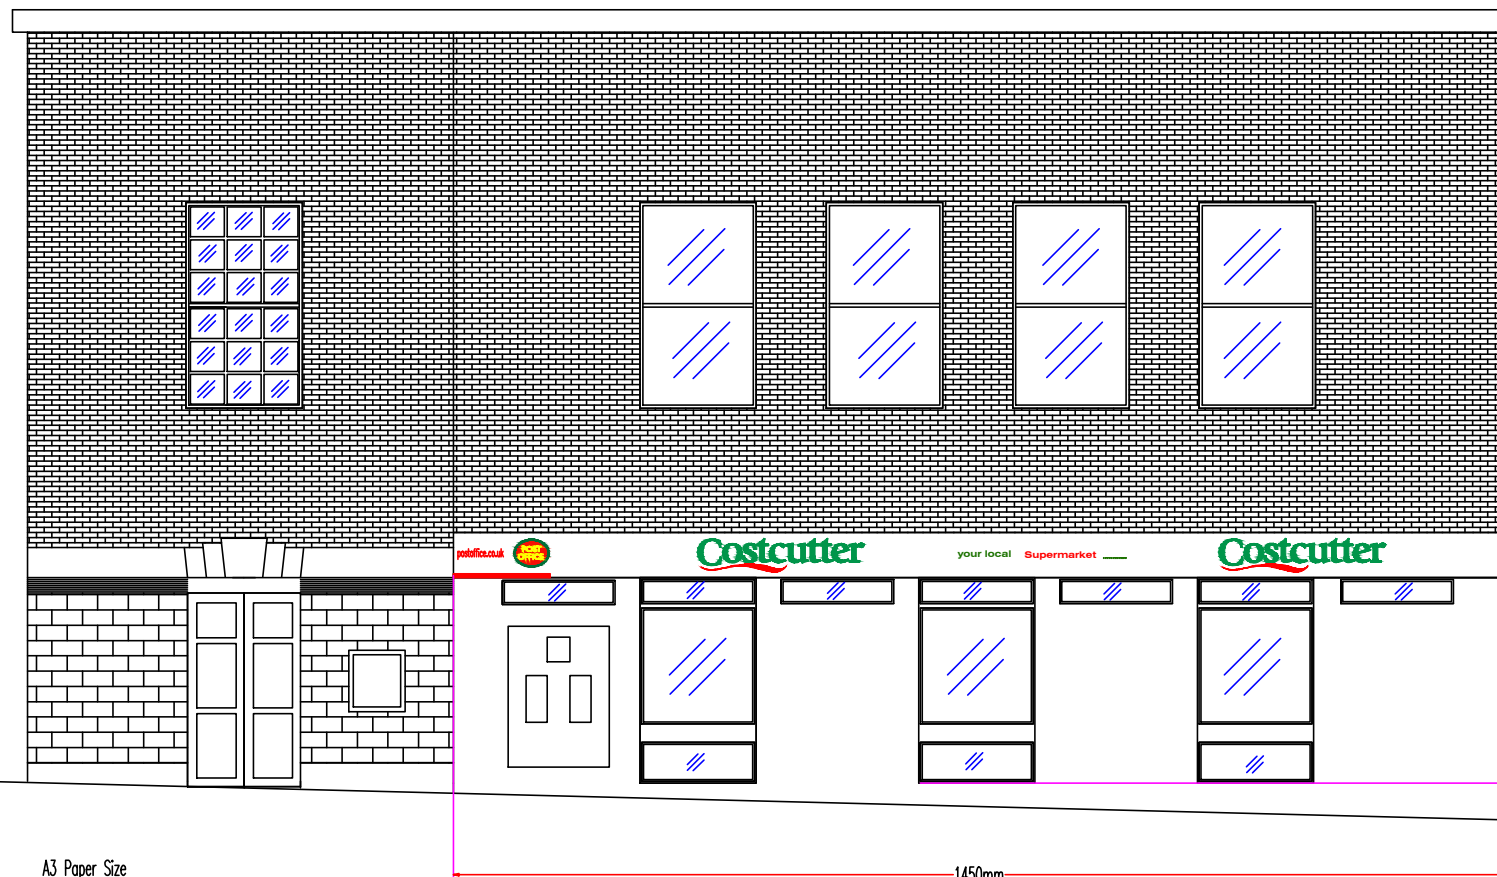 postoffice.co.uk
POST
OFFICE
Costcutter
your local Supermarket
Costcutter
A3 Paper Size
1450mm